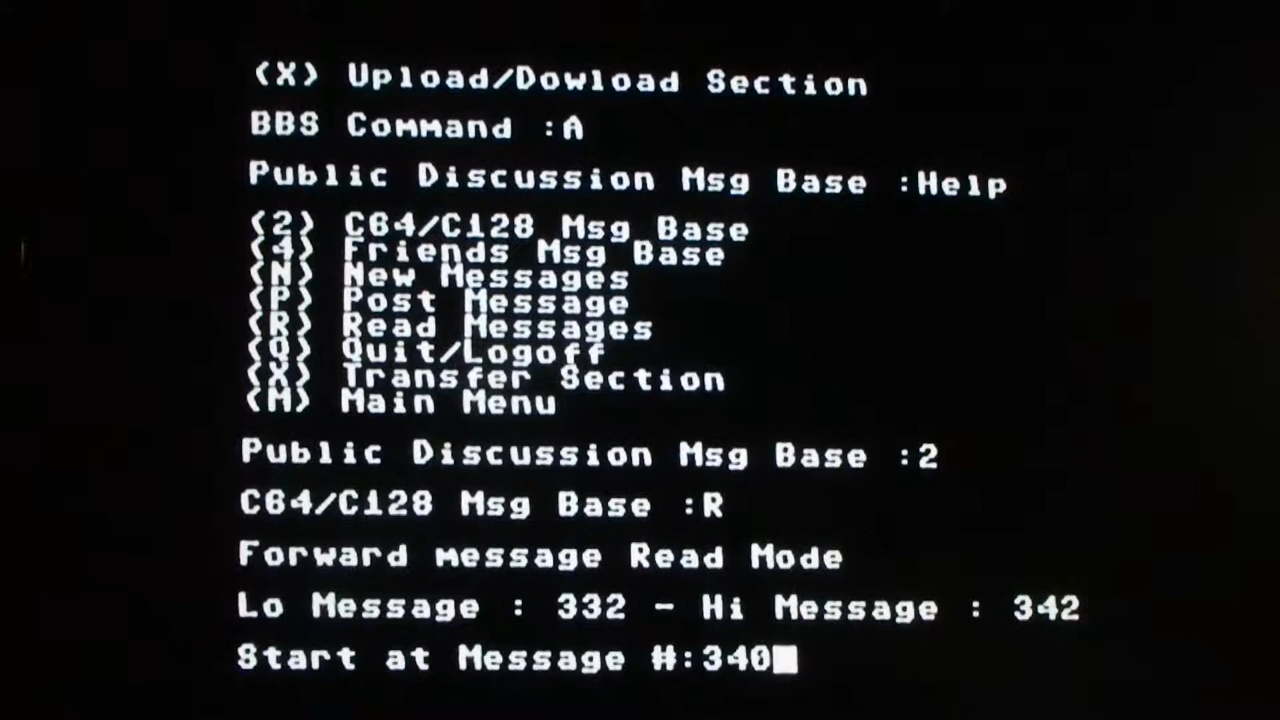 (X) Upload/Dowload Section
BBS Command :A
Public Discussion Msg Base :Help
(2) C64/C128 Msg Base
(4) Friends Msg Base
(N) New Messages
(P) Post Message
(R) Read Messages
(Q) Quit/Logoff
(X) Transfer Section
(M) Main Menu
Public Discussion Msg Base :2
C64/C128 Msg Base :R
Forward message Read Mode
Lo Message : 332 - Hi Message : 342
Start at Message #:340